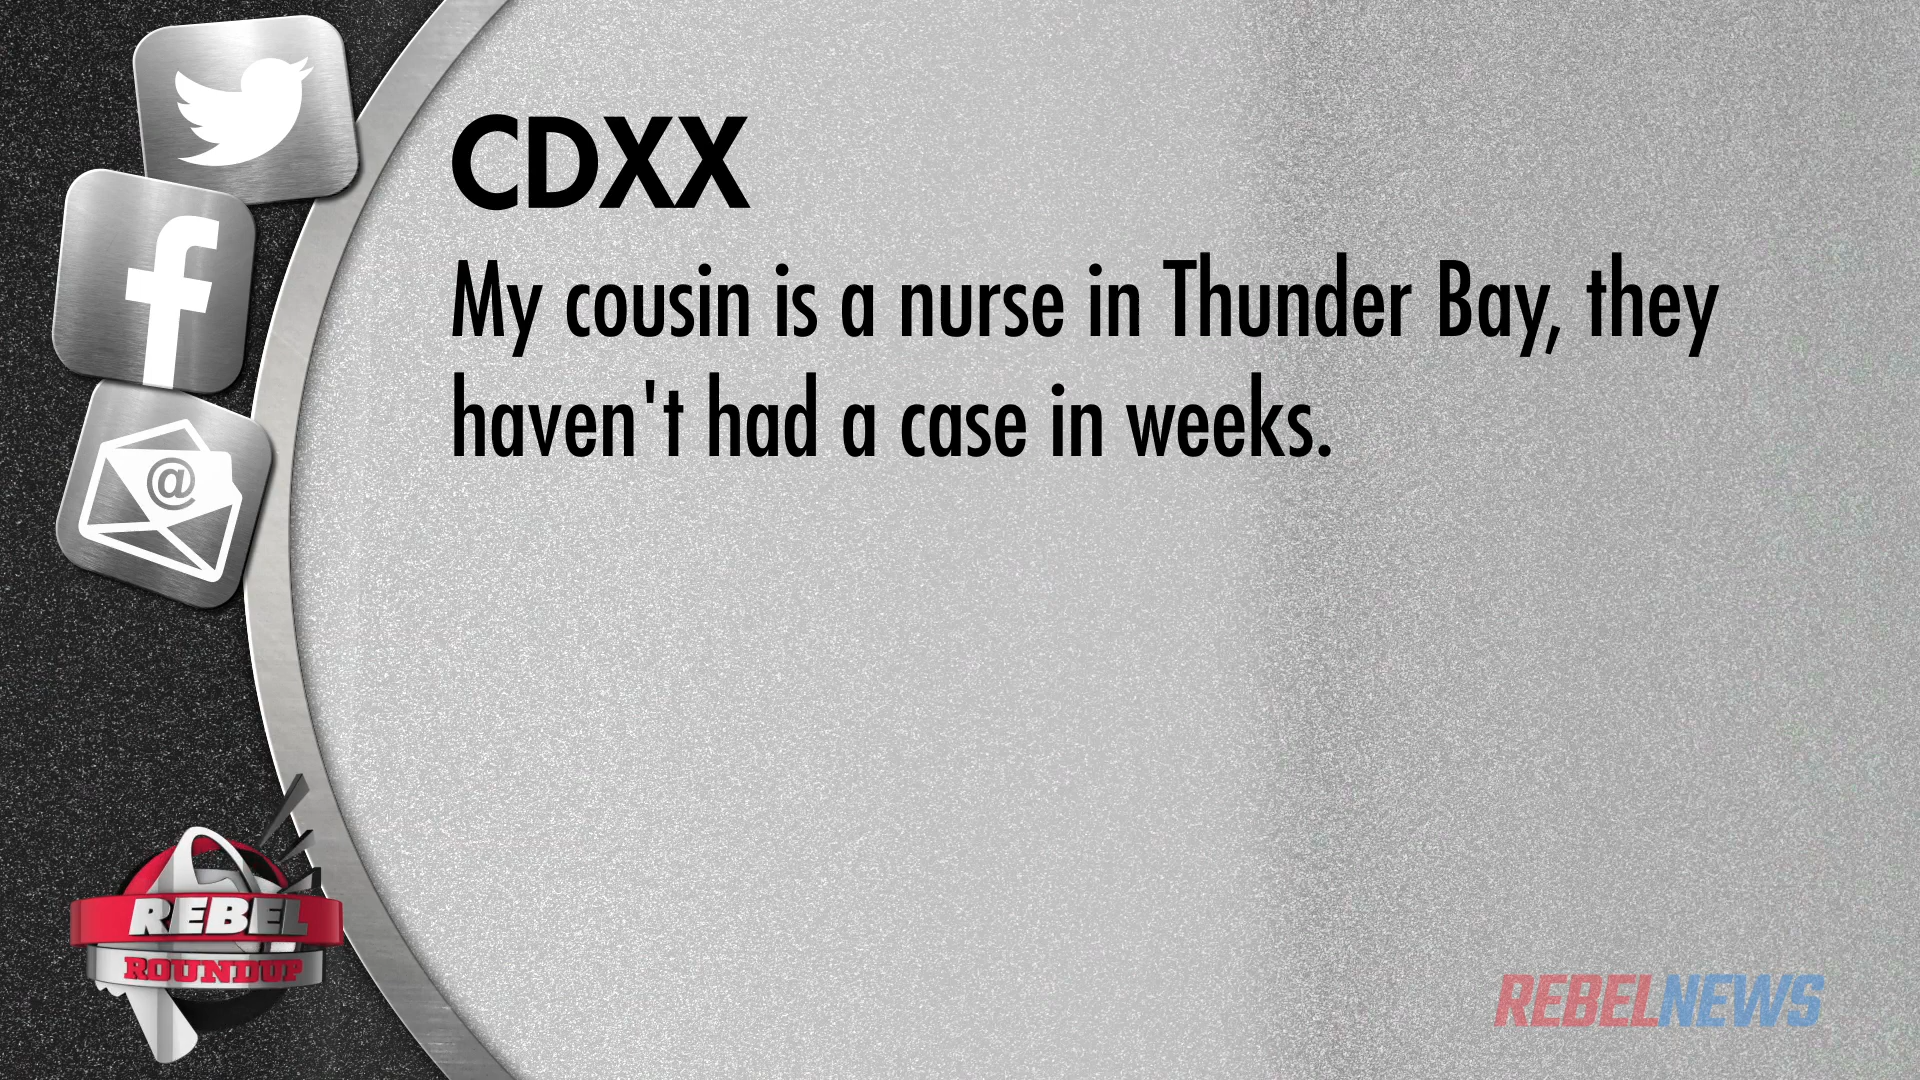 CDXX
My cousin is a nurse in Thunder Bay, they
haven't had a case in weeks.
@
REBEL
ROUNDUP
REBELNEWS